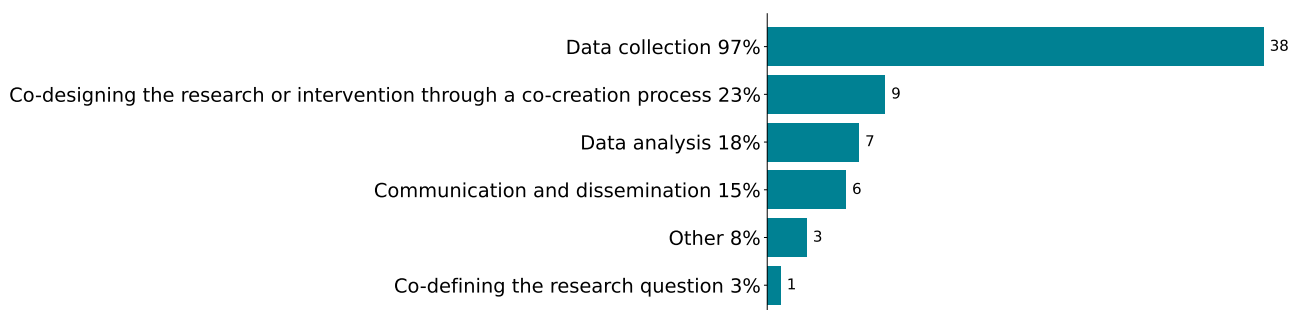 Data collection 97% 38
Co-designing the research or intervention through a co-creation process 23% 9
Data analysis 18% 7
Communication and dissemination 15% 6
Other 8% 3
Co-defining the research question 3% 1